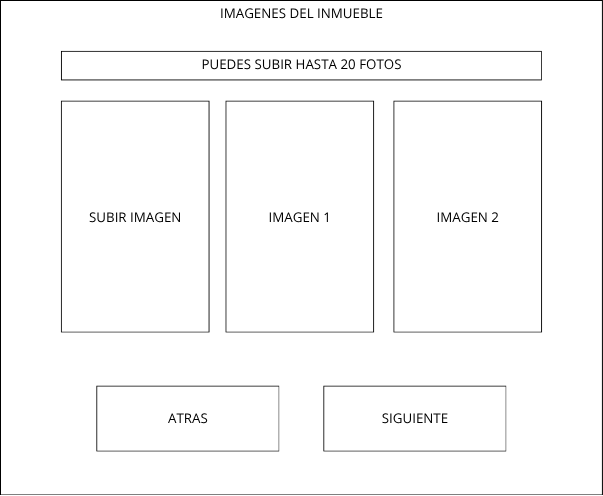 IMAGENES DEL INMUEBLE
PUEDES SUBIR HASTA 20 FOTOS
SUBIR IMAGEN
IMAGEN 1
IMAGEN 2
ATRAS
SIGUIENTE